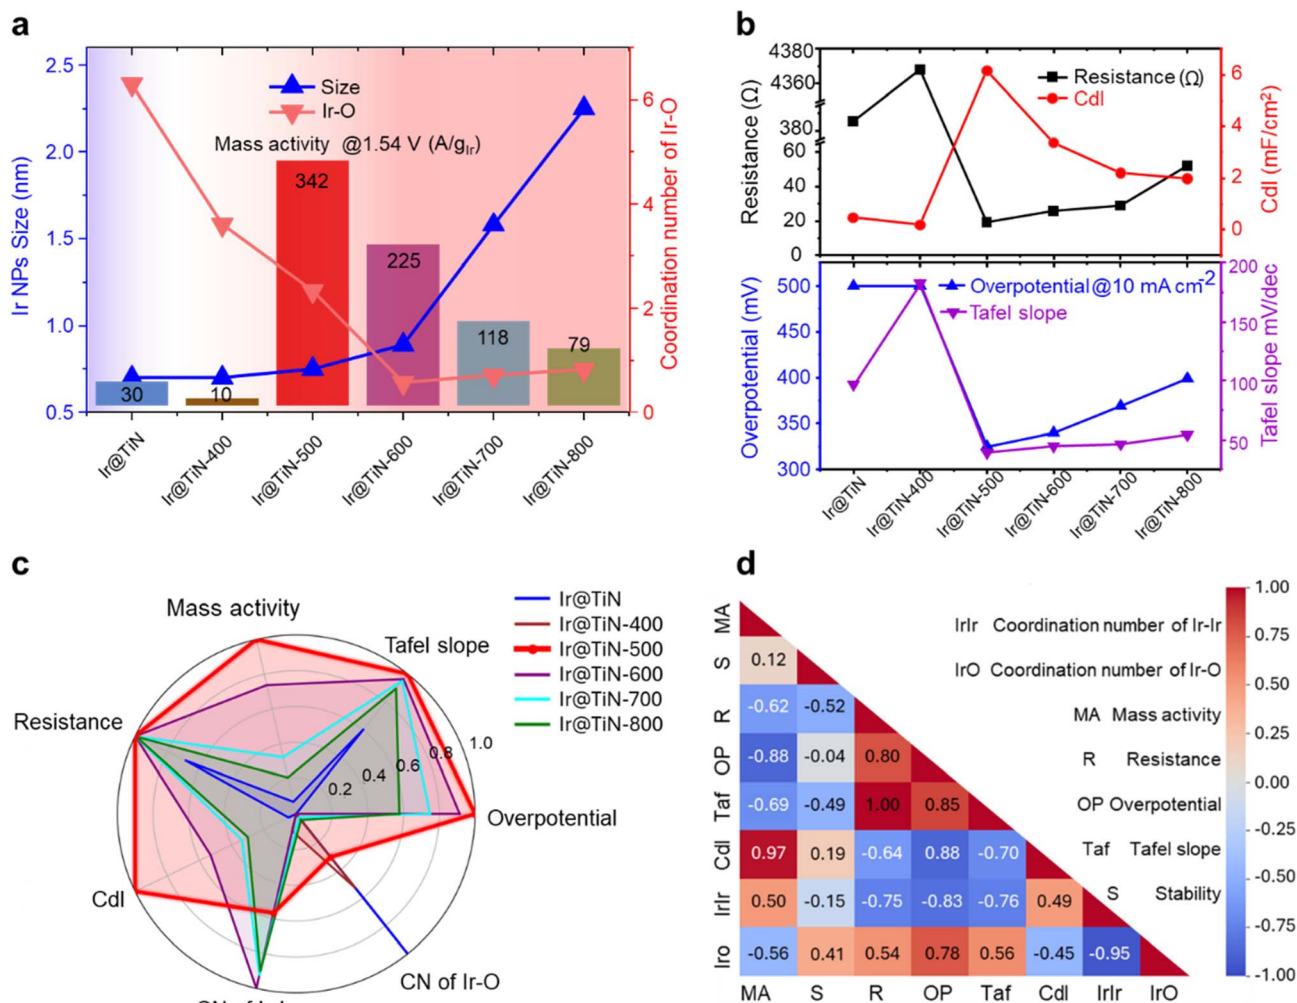 a
Size
Ir-O
Mass activity @1.54 V (A/gIr)
Ir NPs Size (nm)
2.5
2.0
1.5
1.0
0.5
Coordination number of Ir-O
6
4
2
0
30
10
342
225
118
79
Ir@TiN
Ir@TiN-400
Ir@TiN-500
Ir@TiN-600
Ir@TiN-700
Ir@TiN-800
b
Resistance (Ω)
Cdl
Resistance (Ω)
4380
4360
380
60
40
20
0
Cdl (mF/cm²)
6
4
2
0
Overpotential@10 mA cm-2
Tafel slope
Overpotential (mV)
500
450
400
350
300
Tafel slope mV/dec
200
150
100
50
Ir@TiN
Ir@TiN-400
Ir@TiN-500
Ir@TiN-600
Ir@TiN-700
Ir@TiN-800
c
Mass activity
Tafel slope
Resistance
Overpotential
Cdl
CN of Ir-O
0.2
0.4
0.6
0.8
1.0
Ir@TiN
Ir@TiN-400
Ir@TiN-500
Ir@TiN-600
Ir@TiN-700
Ir@TiN-800
d
IrIr Coordination number of Ir-Ir
IrO Coordination number of Ir-O
MA Mass activity
R Resistance
OP Overpotential
Taf Tafel slope
S Stability
MA
S 0.12
R -0.62 -0.52
OP -0.88 -0.04 0.80
Taf -0.69 -0.49 1.00 0.85
Cdl 0.97 0.19 -0.64 0.88 -0.70
IrIr 0.50 -0.15 -0.75 -0.83 -0.76 0.49
Iro -0.56 0.41 0.54 0.78 0.56 -0.45 -0.95
MA S R OP Taf Cdl IrIr IrO
1.00
0.75
0.50
0.25
0.00
-0.25
-0.50
-0.75
-1.00